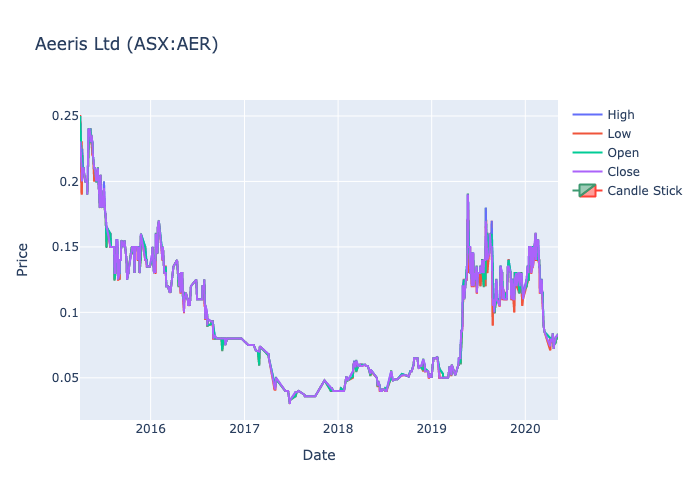 Aeeris Ltd (ASX:AER)
0.25
0.2
0.15
0.1
0.05
Price
2016
2017
2018
2019
2020
Date
High
Low
Open
Close
Candle Stick